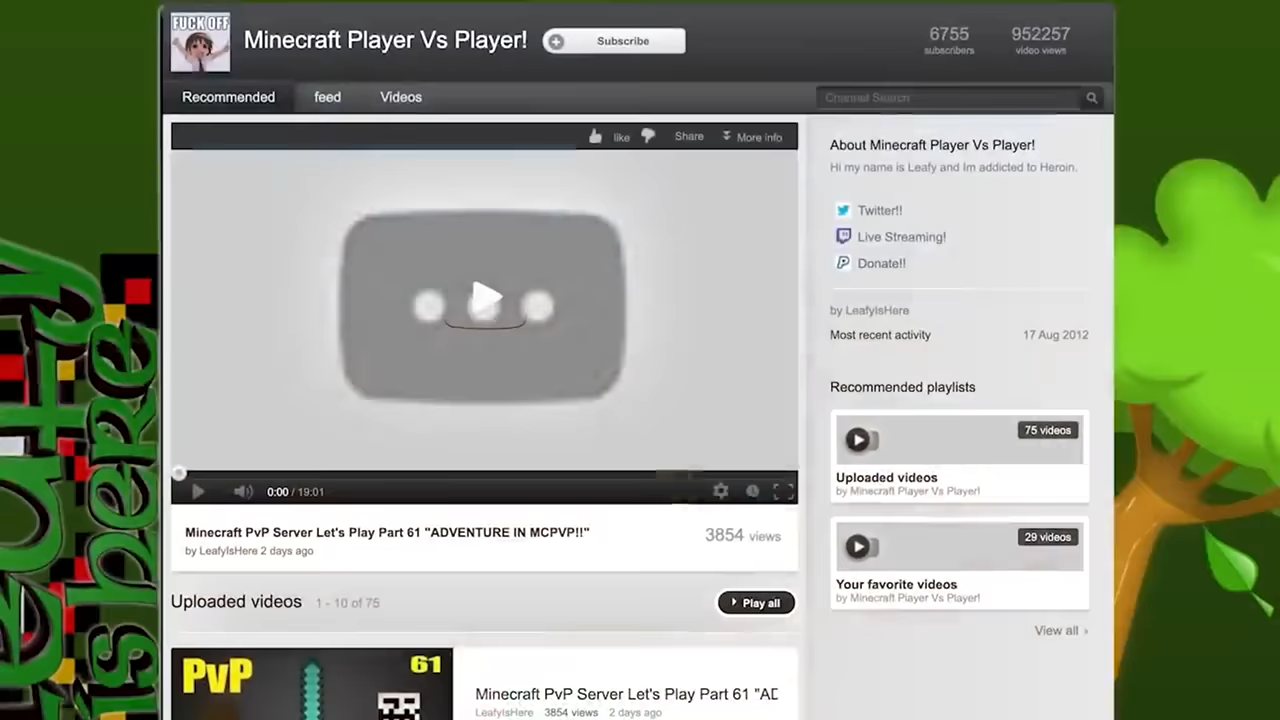 FUCK OFF
Minecraft Player Vs Player!
Subscribe
6755
subscribers
952257
video views
Recommended
feed
Videos
Channel Search
like
Share
More info
0:00 / 19:01
Minecraft PvP Server Let's Play Part 61 "ADVENTURE IN MCPVP!!"
by LeafyIsHere 2 days ago
3854 views
Uploaded videos 1 - 10 of 75
Play all
PvP
61
Minecraft PvP Server Let's Play Part 61 "AD
LeafyIsHere 3854 views 2 days ago
About Minecraft Player Vs Player!
Hi my name is Leafy and Im addicted to Heroin.
Twitter!!
Live Streaming!
Donate!!
by LeafyIsHere
Most recent activity 17 Aug 2012
Recommended playlists
75 videos
Uploaded videos
by Minecraft Player Vs Player!
29 videos
Your favorite videos
by Minecraft Player Vs Player!
View all ›